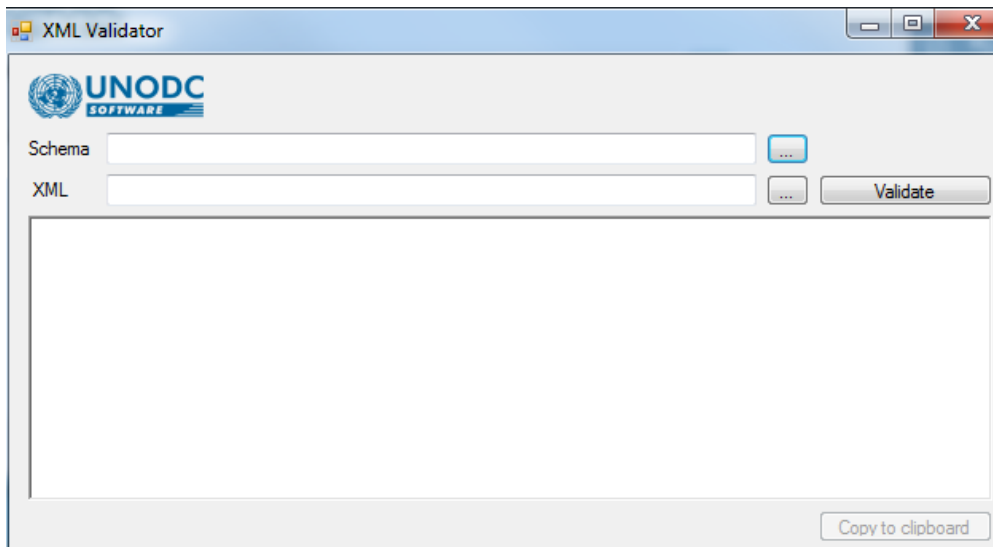 XML Validator
UNODC
SOFTWARE
Schema
...
XML
...
Validate
Copy to clipboard